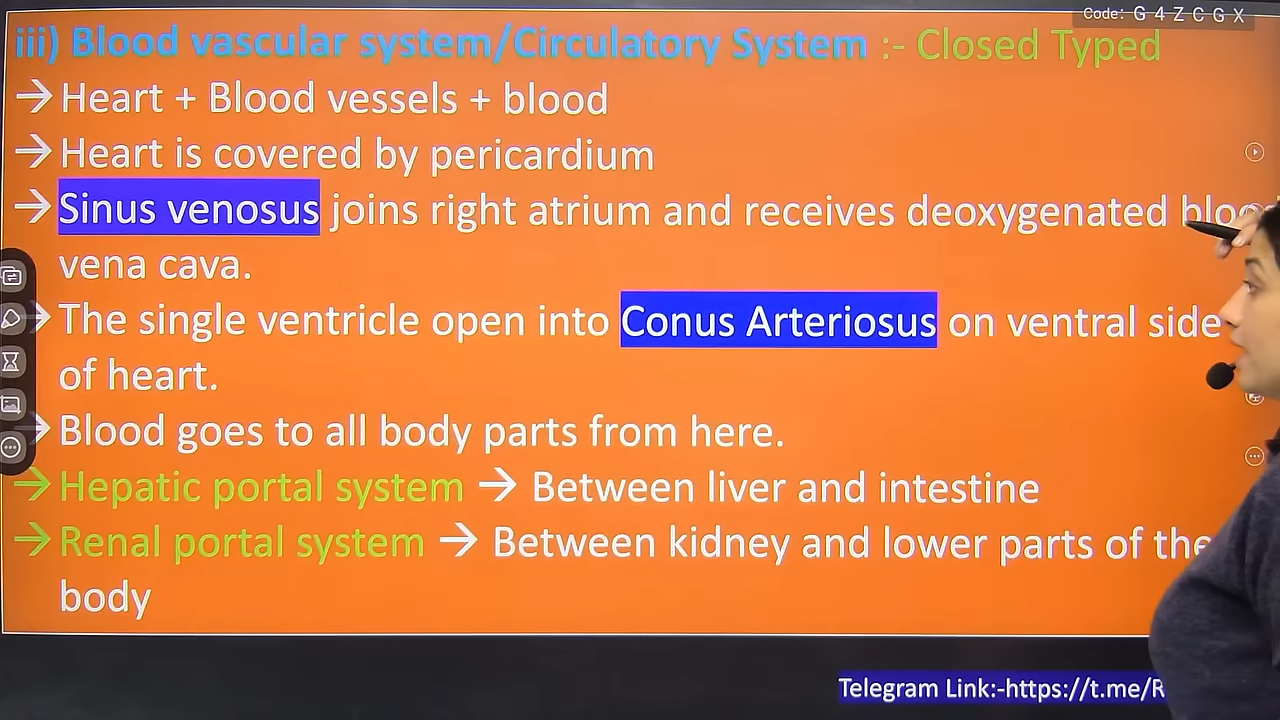 Code: G 4 Z C G X
iii) Blood vascular system/Circulatory System :- Closed Typed
→ Heart + Blood vessels + blood
→ Heart is covered by pericardium
→ Sinus venosus joins right atrium and receives deoxygenated
vena cava.
→ The single ventricle open into Conus Arteriosus on ventral side
of heart.
→ Blood goes to all body parts from here.
→ Hepatic portal system → Between liver and intestine
→ Renal portal system → Between kidney and lower parts of the
body
Telegram Link:-https://t.me/R